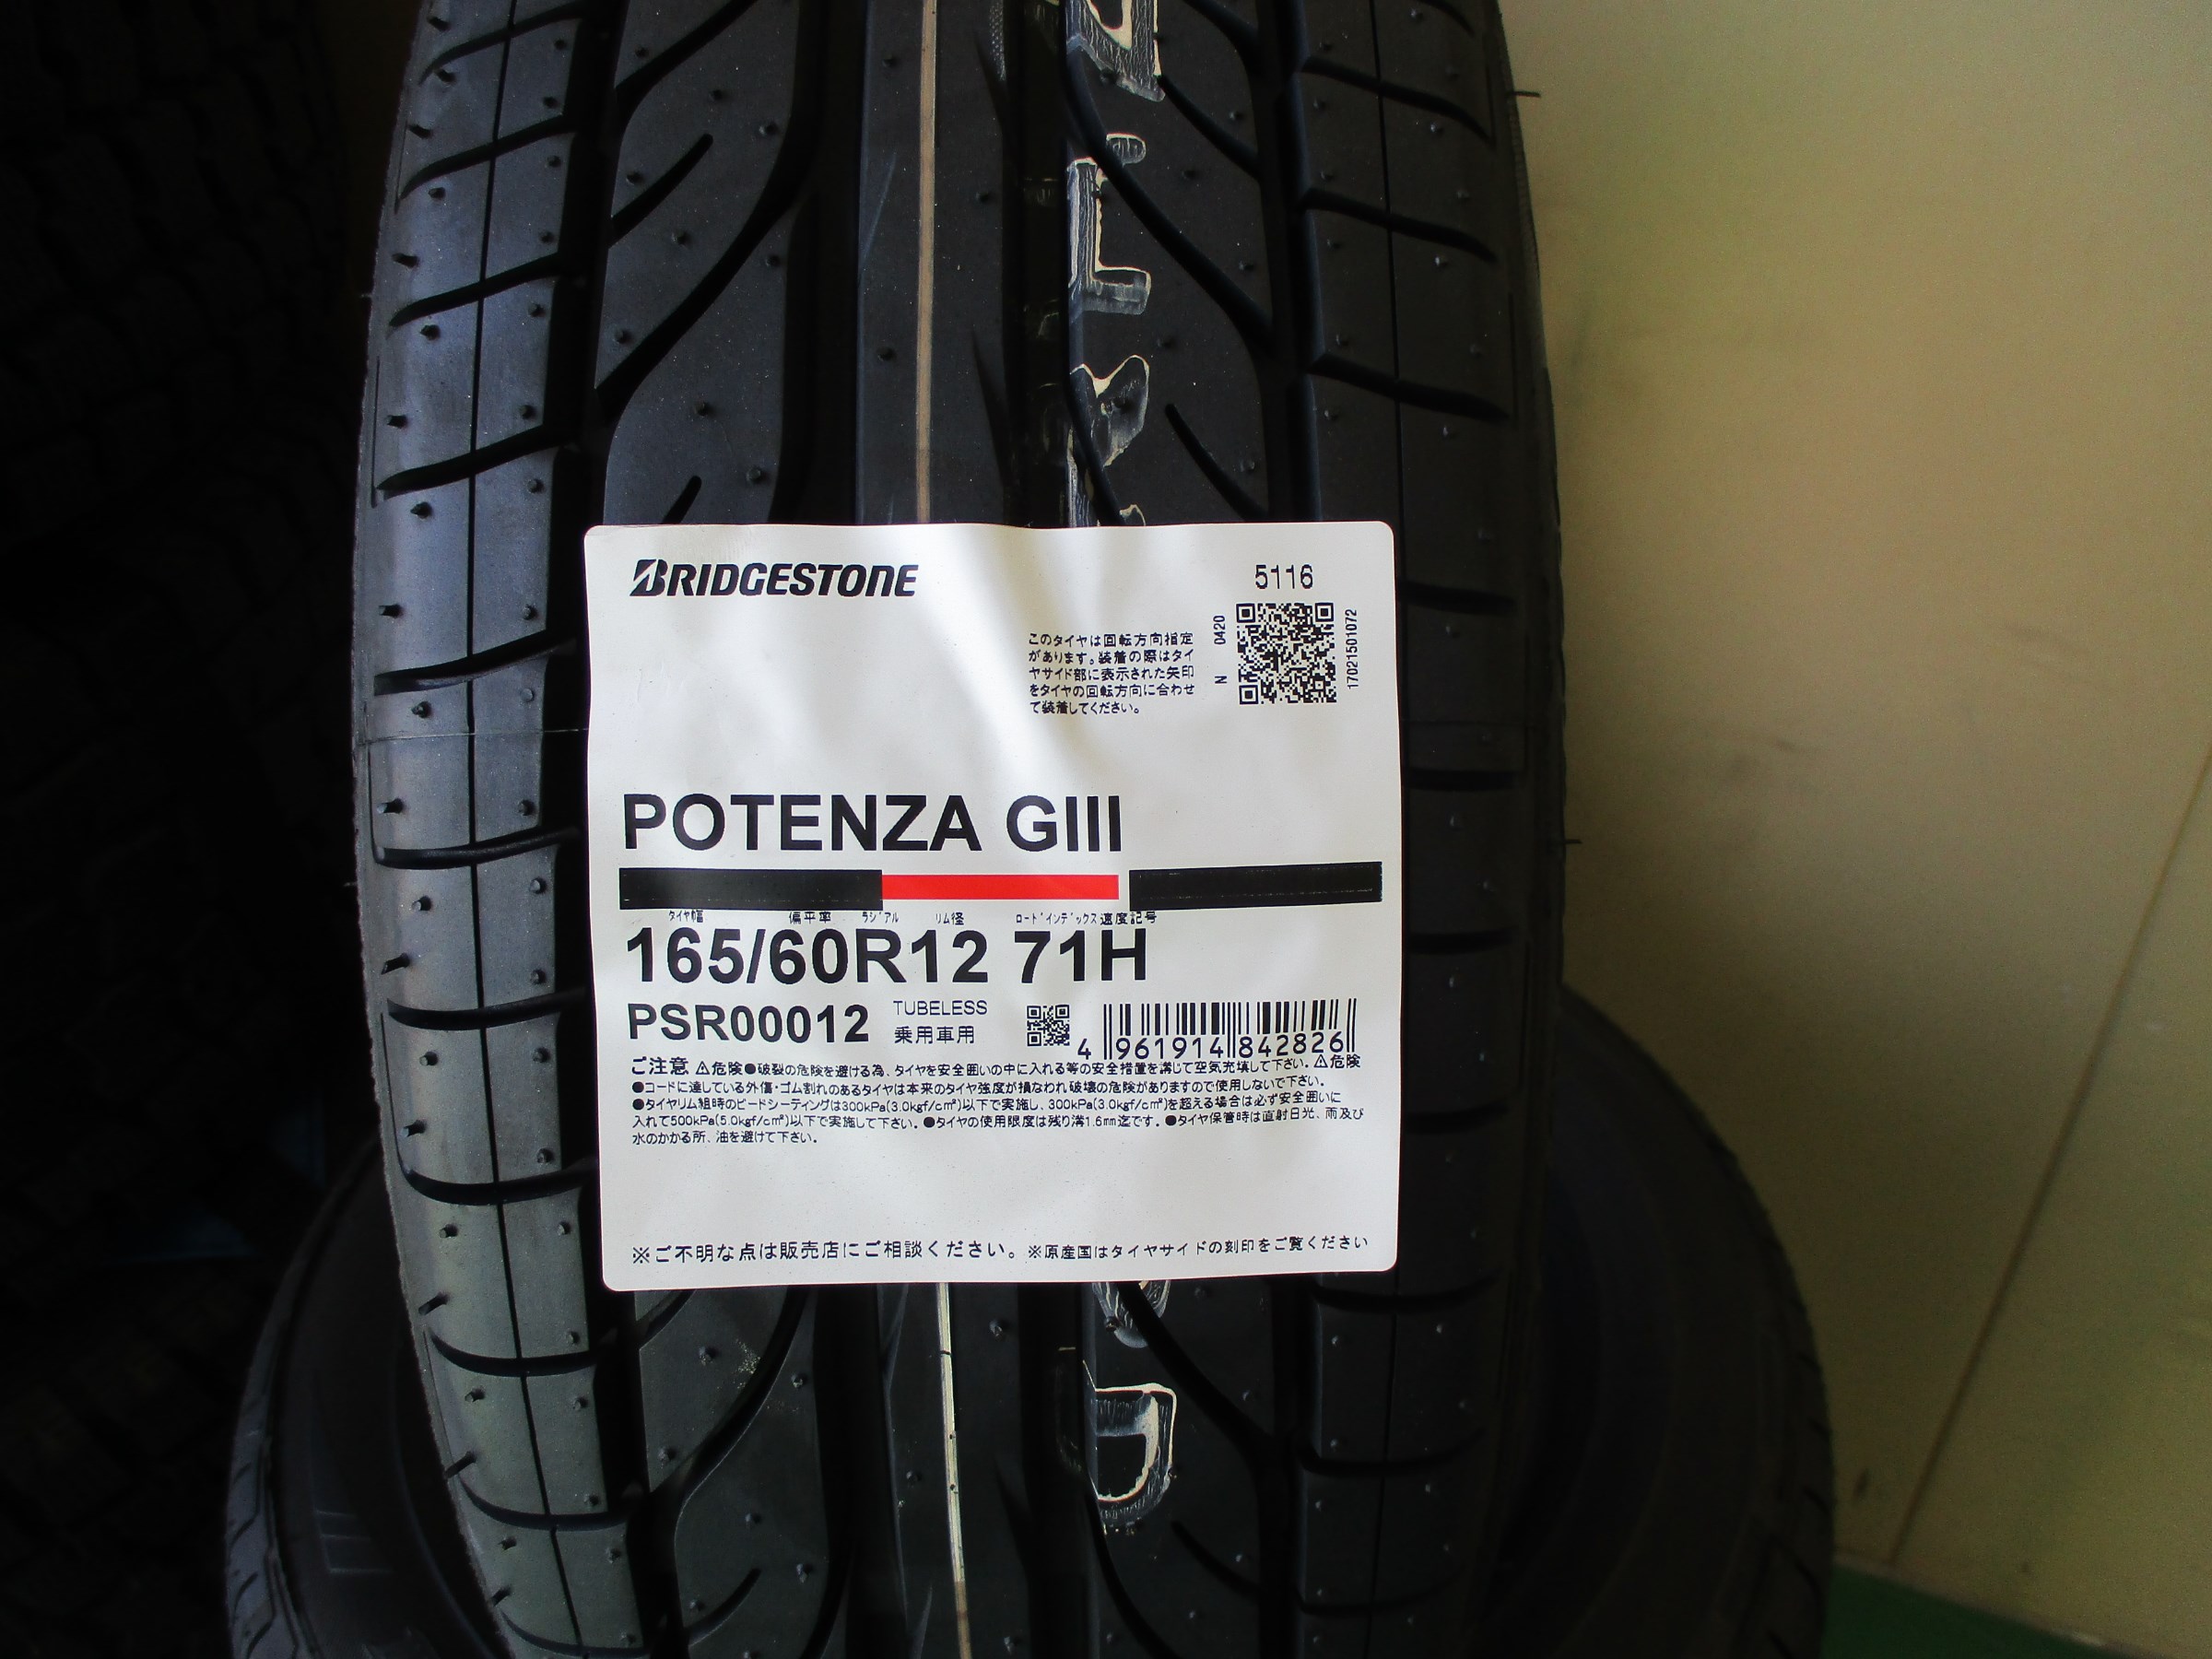 BRIDGESTONE
5116
このタイヤは回転方向指定
があります。装着の際はタイ
ヤサイド部に表示された矢印
をタイヤの回転方向に合わせ
て装着してください。
N 0420
17021501072
POTENZA GIII
タイヤ幅 偏平率 ラジアル リム径 ロードインデックス 速度記号
165/60R12 71H
PSR00012
TUBELESS
乗用車用
4 961914 842826
ご注意 ⚠危険●破裂の危険を避ける為、タイヤを安全囲いの中に入れる等の安全措置を講じて空気充填して下さい。⚠危険
●コードに達している外傷・ゴム割れのあるタイヤは本来のタイヤ強度が損なわれ破壊の危険がありますので使用しないで下さい。
●タイヤリム組時のビードシーティングは300kPa(3.0kgf/cm²)以下で実施し、300kPa(3.0kgf/cm²)を超える場合は必ず安全囲いに
入れて500kPa(5.0kgf/cm²)以下で実施して下さい。●タイヤの使用限度は残り溝1.6mm迄です。●タイヤ保管時は直射日光、雨及び
水のかかる所、油を避けて下さい。
※ご不明な点は販売店にご相談ください。※原産国はタイヤサイドの刻印をご覧ください